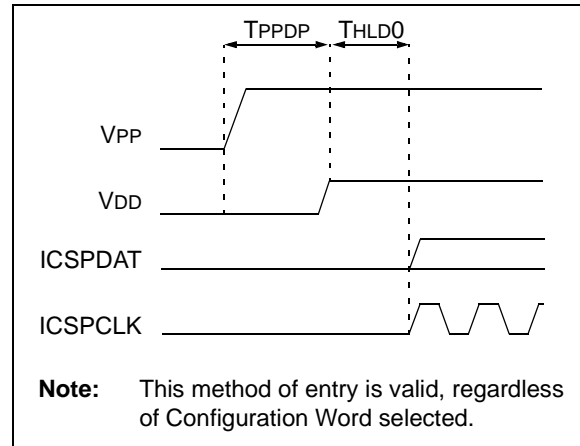 TPPDP THLD0
VPP
VDD
ICSPDAT
ICSPCLK
Note: This method of entry is valid, regardless
of Configuration Word selected.